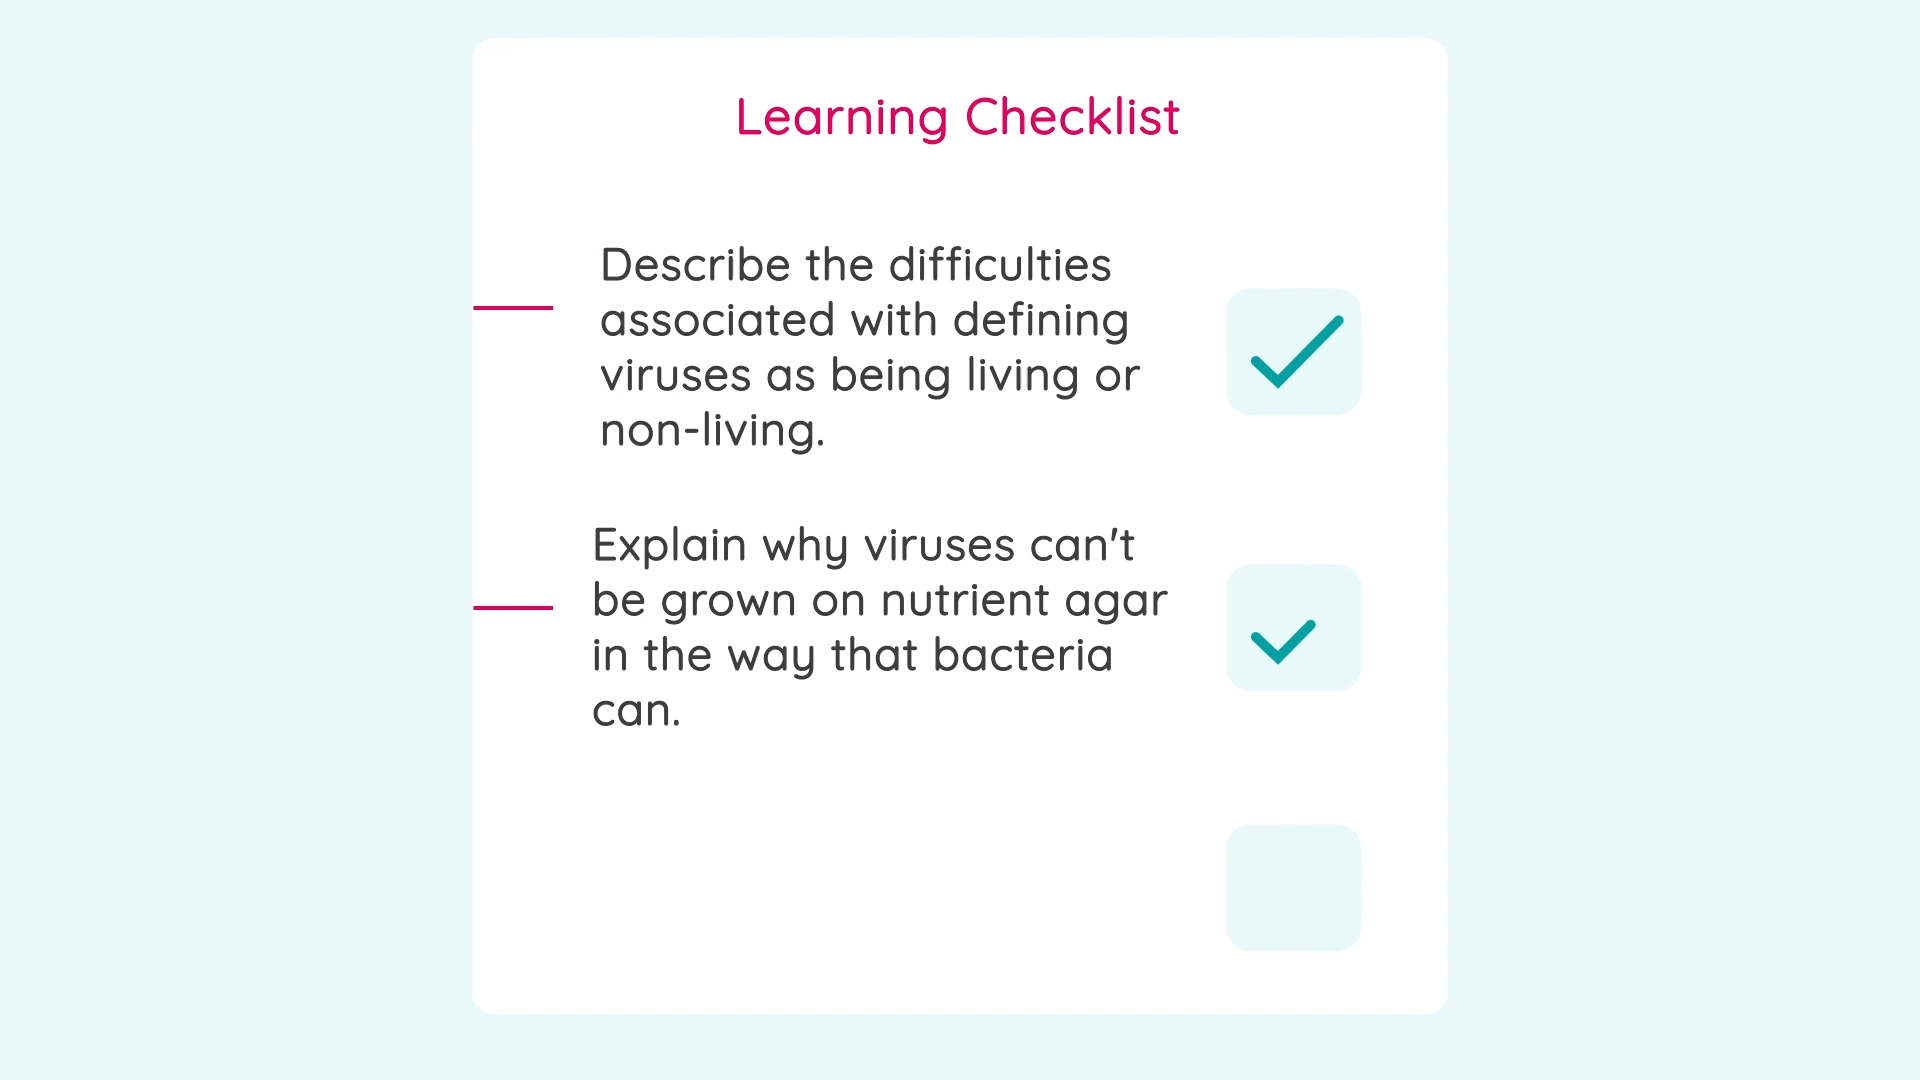 Learning Checklist
Describe the difficulties
associated with defining
viruses as being living or
non-living.
Explain why viruses can't
be grown on nutrient agar
in the way that bacteria
can.